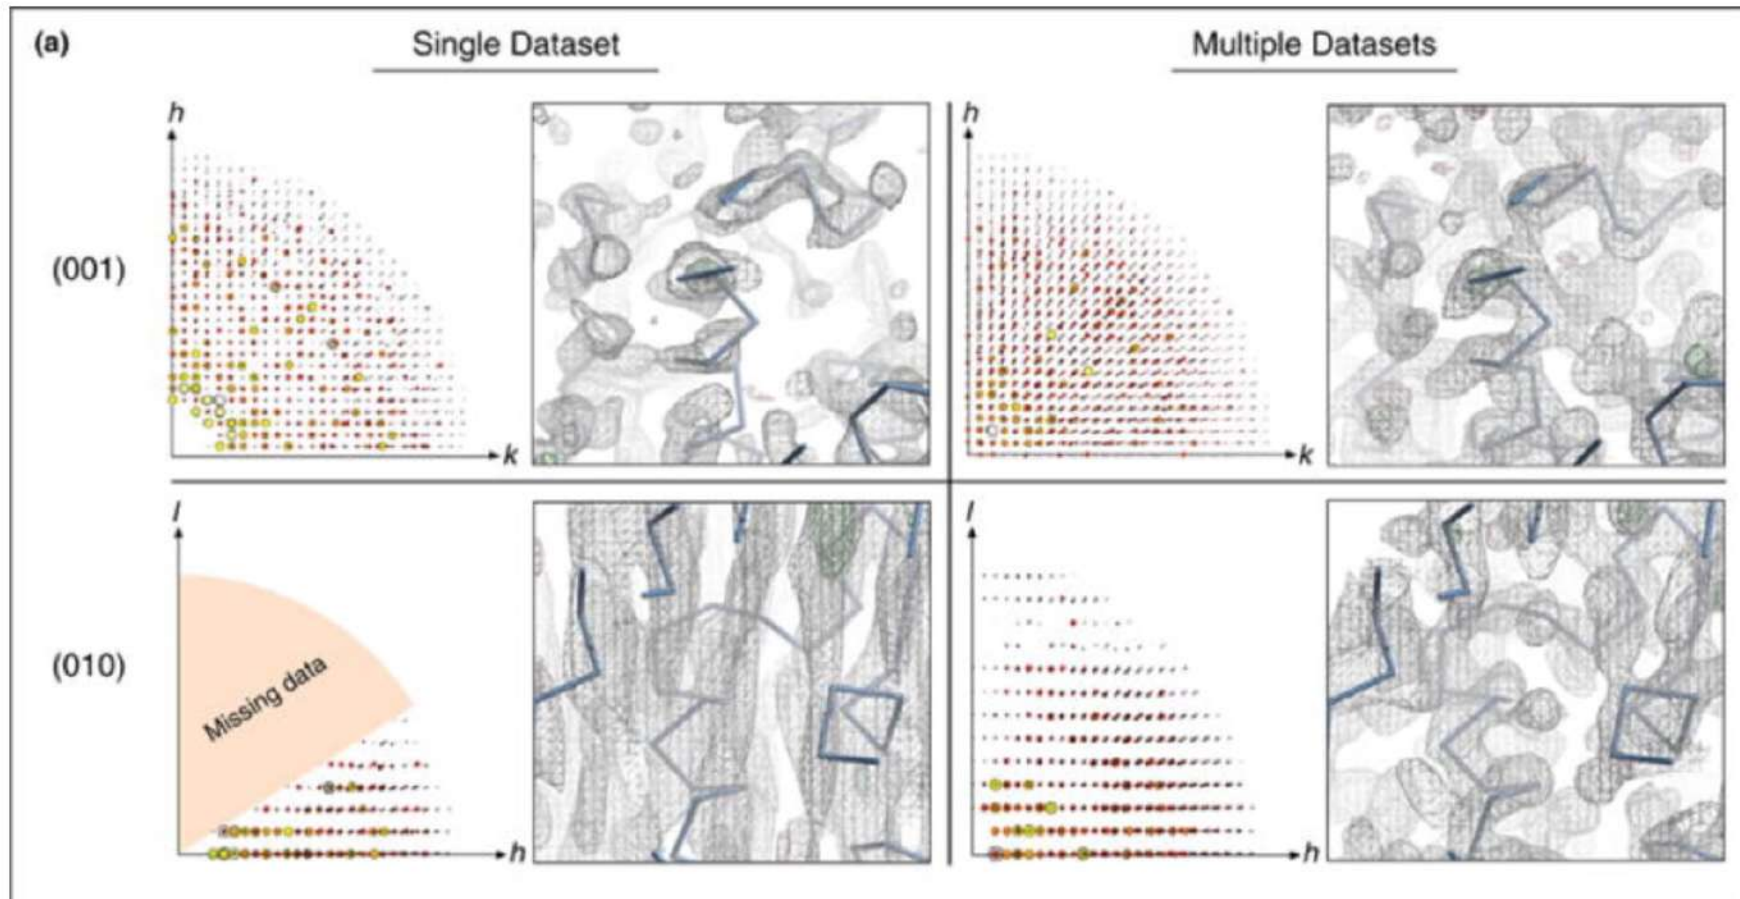 (a)
Single Dataset
Multiple Datasets
h
h
(001)
k
k
l
l
Missing data
(010)
h
h